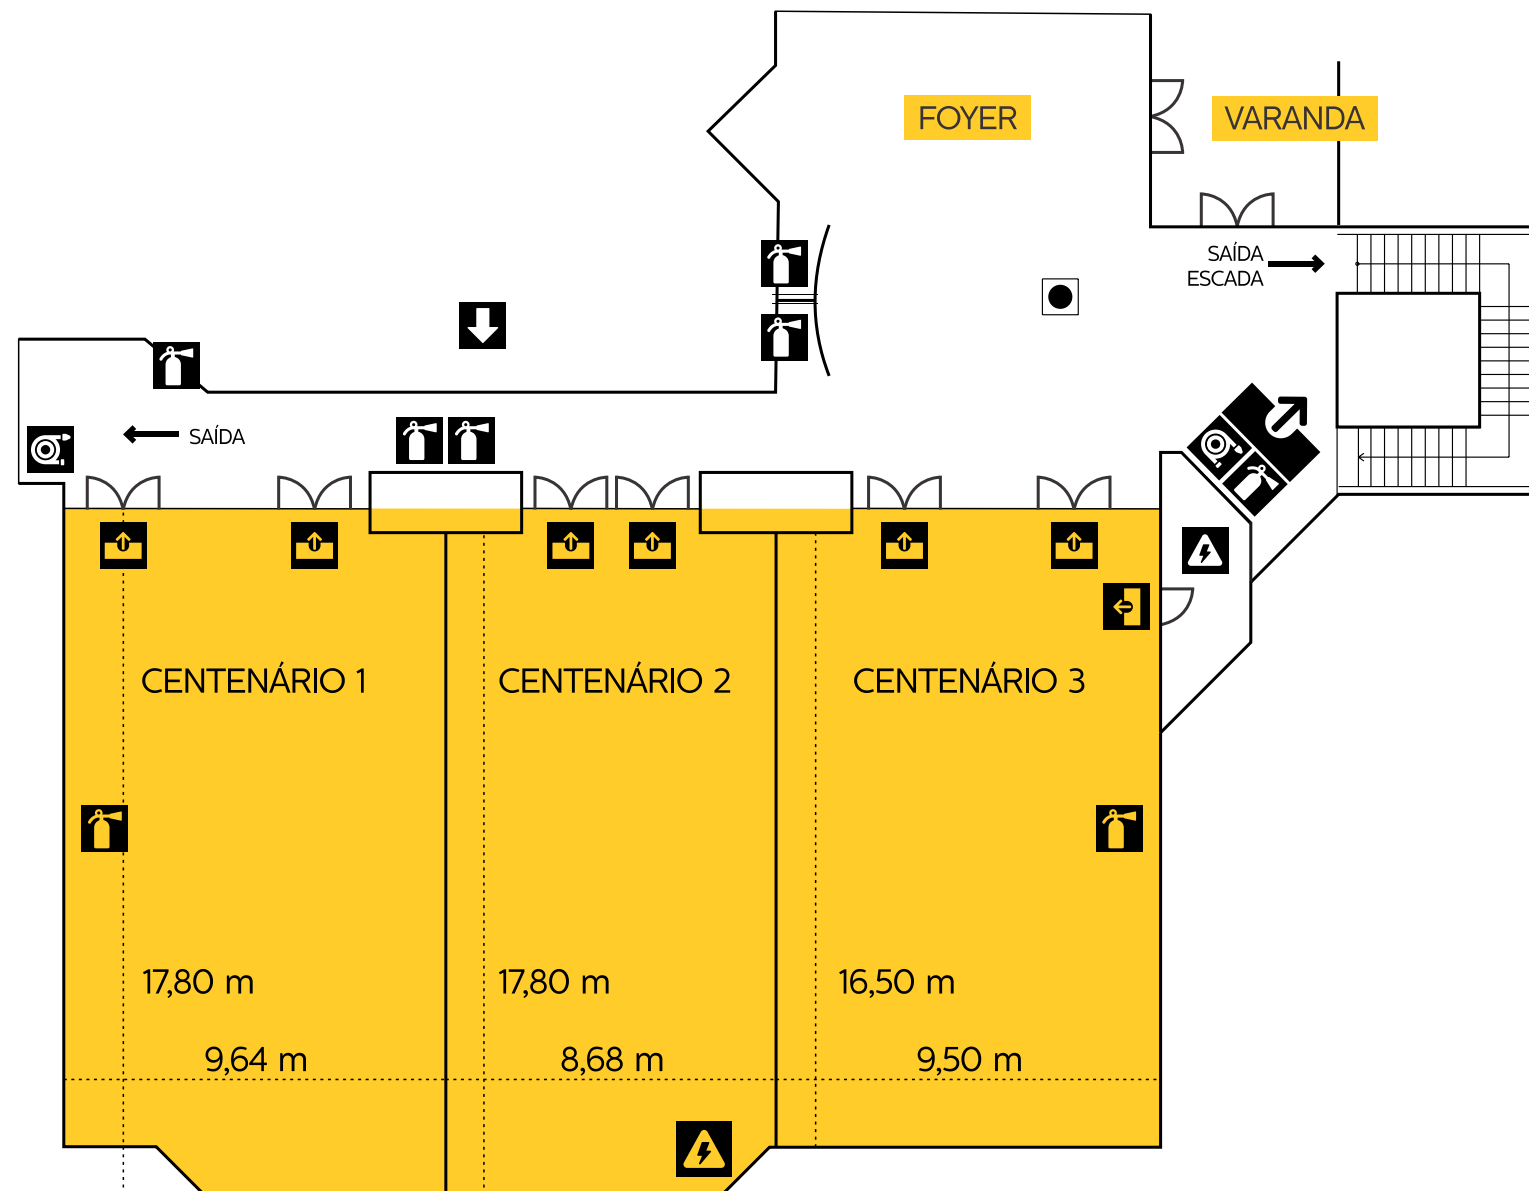 FOYER
VARANDA
SAÍDA
ESCADA
SAÍDA
CENTENÁRIO 1
CENTENÁRIO 2
CENTENÁRIO 3
17,80 m
17,80 m
16,50 m
9,64 m
8,68 m
9,50 m